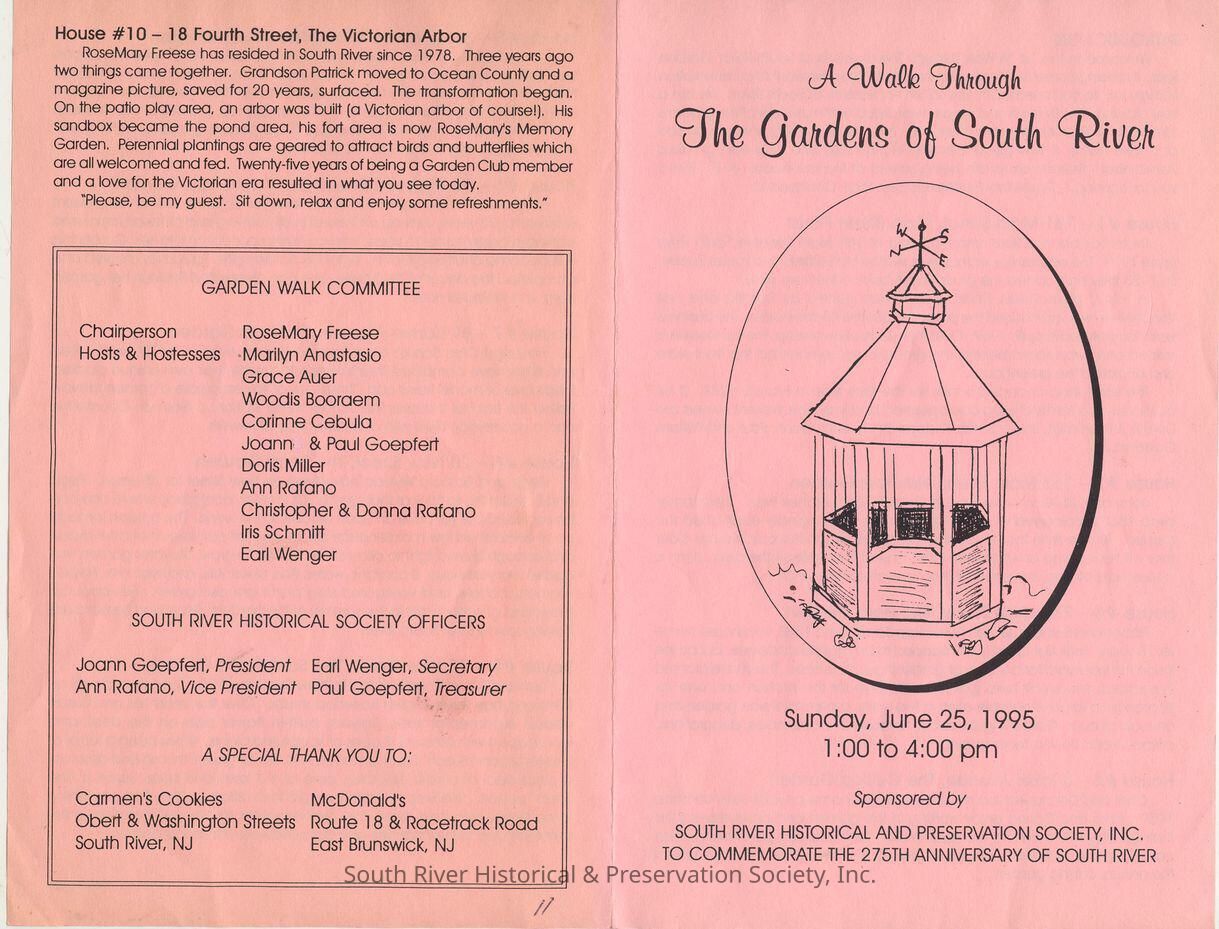 House #10 – 18 Fourth Street, The Victorian Arbor
RoseMary Freese has resided in South River since 1978. Three years ago
two things came together. Grandson Patrick moved to Ocean County and a
magazine picture, saved for 20 years, surfaced. The transformation began.
On the patio play area, an arbor was built (a Victorian arbor of course!). His
sandbox became the pond area, his fort area is now RoseMary's Memory
Garden. Perennial plantings are geared to attract birds and butterflies which
are all welcomed and fed. Twenty-five years of being a Garden Club member
and a love for the Victorian era resulted in what you see today.
"Please, be my guest. Sit down, relax and enjoy some refreshments."
GARDEN WALK COMMITTEE
Chairperson RoseMary Freese
Hosts & Hostesses Marilyn Anastasio
Grace Auer
Woodis Booraem
Corinne Cebula
Joann & Paul Goepfert
Doris Miller
Ann Rafano
Christopher & Donna Rafano
Iris Schmitt
Earl Wenger
SOUTH RIVER HISTORICAL SOCIETY OFFICERS
Joann Goepfert, President Earl Wenger, Secretary
Ann Rafano, Vice President Paul Goepfert, Treasurer
A SPECIAL THANK YOU TO:
Carmen's Cookies McDonald's
Obert & Washington Streets Route 18 & Racetrack Road
South River, NJ East Brunswick, NJ
11
A Walk Through
The Gardens of South River
W S
N E
Sunday, June 25, 1995
1:00 to 4:00 pm
Sponsored by
SOUTH RIVER HISTORICAL AND PRESERVATION SOCIETY, INC.
TO COMMEMORATE THE 275TH ANNIVERSARY OF SOUTH RIVER
South River Historical & Preservation Society, Inc.